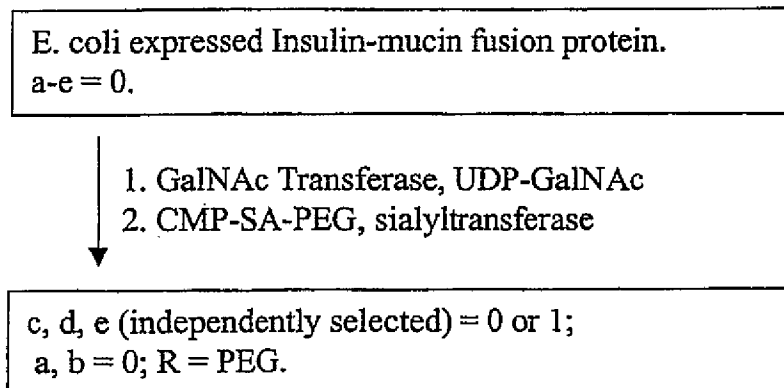 E. coli expressed Insulin-mucin fusion protein.
a-e = 0.
1. GalNAc Transferase, UDP-GalNAc
2. CMP-SA-PEG, sialyltransferase
c, d, e (independently selected) = 0 or 1;
a, b = 0; R = PEG.